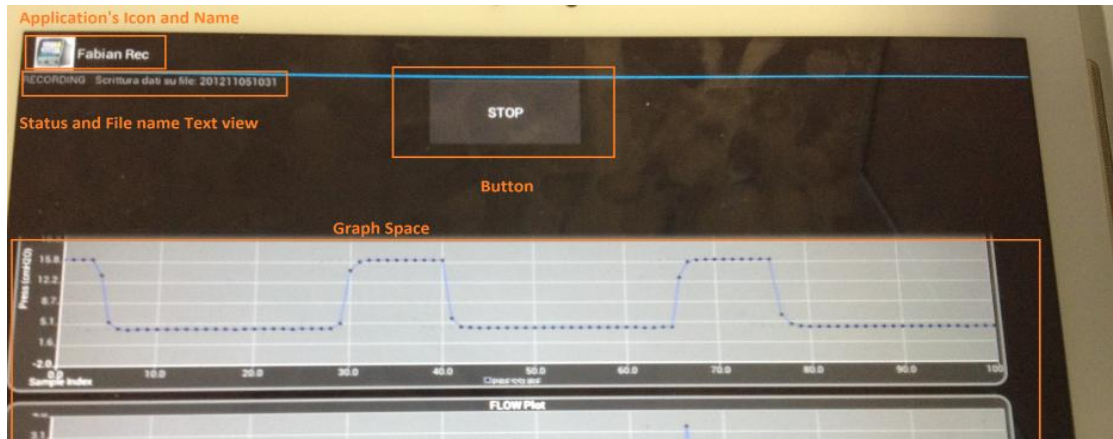 Application's Icon and Name
Fabian Rec
RECORDING Scrittura dati su file: 201211051031
Status and File name Text view
STOP
Button
Graph Space
Press (cmH2O)
15.8
12.2
8.7
5.1
1.6
-2.0
0.0 10.0 20.0 30.0 40.0 50.0 60.0 70.0 80.0 90.0 100
Sample Index
FLOW Plot
3.1